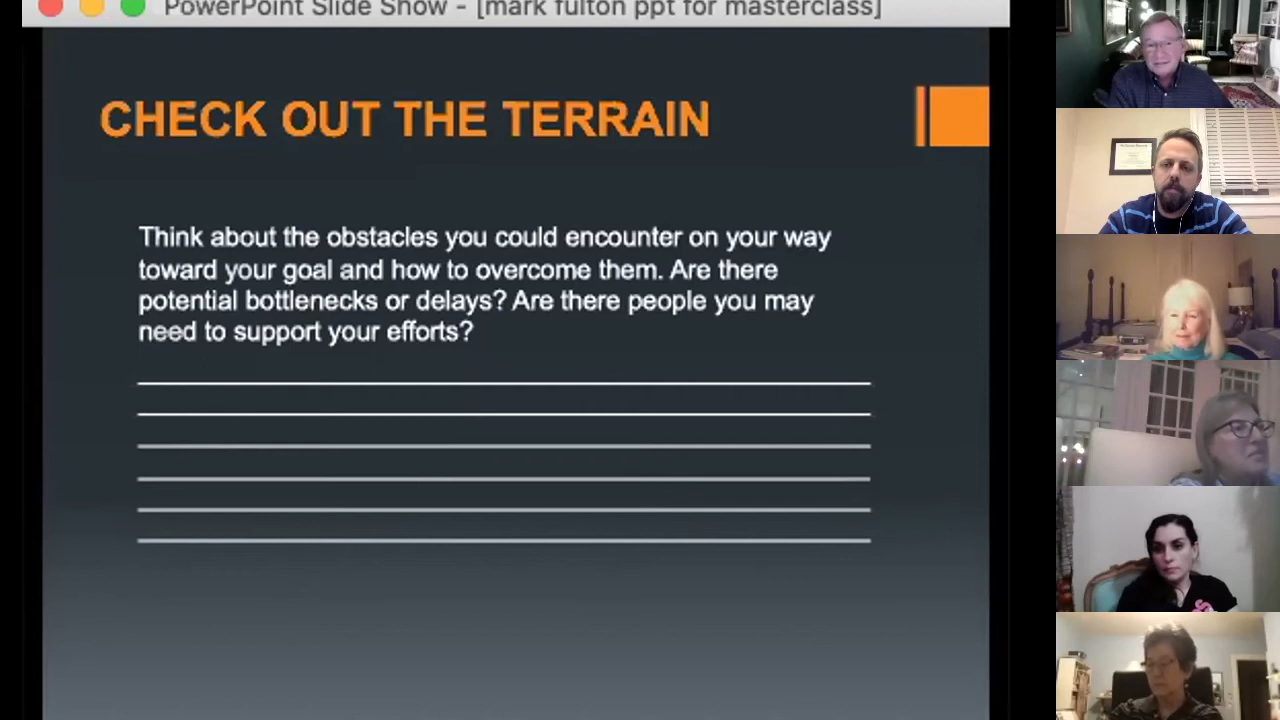 PowerPoint Slide Show - [mark fulton ppt for masterclass]
CHECK OUT THE TERRAIN
Think about the obstacles you could encounter on your way
toward your goal and how to overcome them. Are there
potential bottlenecks or delays? Are there people you may
need to support your efforts?